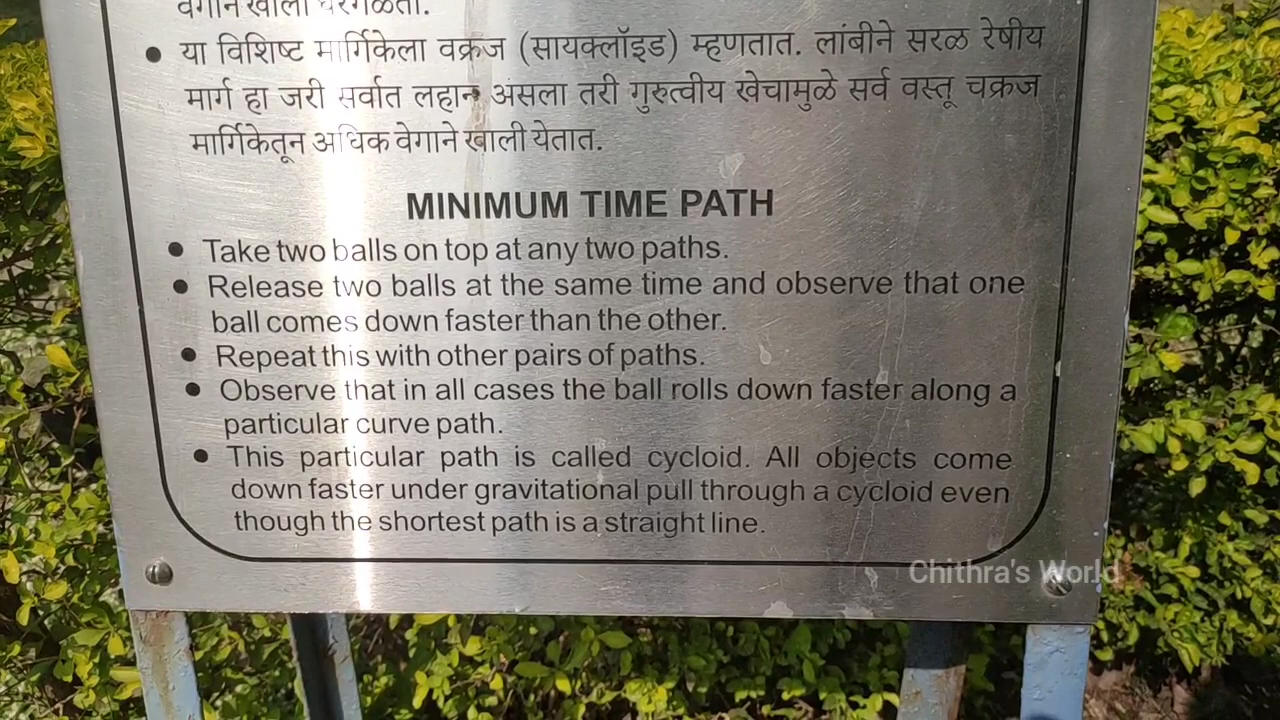 वेगाने खाली घरंगळतो.
• या विशिष्ट मार्गिकेला वक्रज (सायक्लॉइड) म्हणतात. लांबीने सरळ रेषीय
मार्ग हा जरी सर्वात लहान असला तरी गुरुत्वीय खेचामुळे सर्व वस्तू चक्रज
मार्गिकेतून अधिक वेगाने खाली येतात.
MINIMUM TIME PATH
• Take two balls on top at any two paths.
• Release two balls at the same time and observe that one
ball comes down faster than the other.
• Repeat this with other pairs of paths.
• Observe that in all cases the ball rolls down faster along a
particular curve path.
• This particular path is called cycloid. All objects come
down faster under gravitational pull through a cycloid even
though the shortest path is a straight line.
Chithra's World